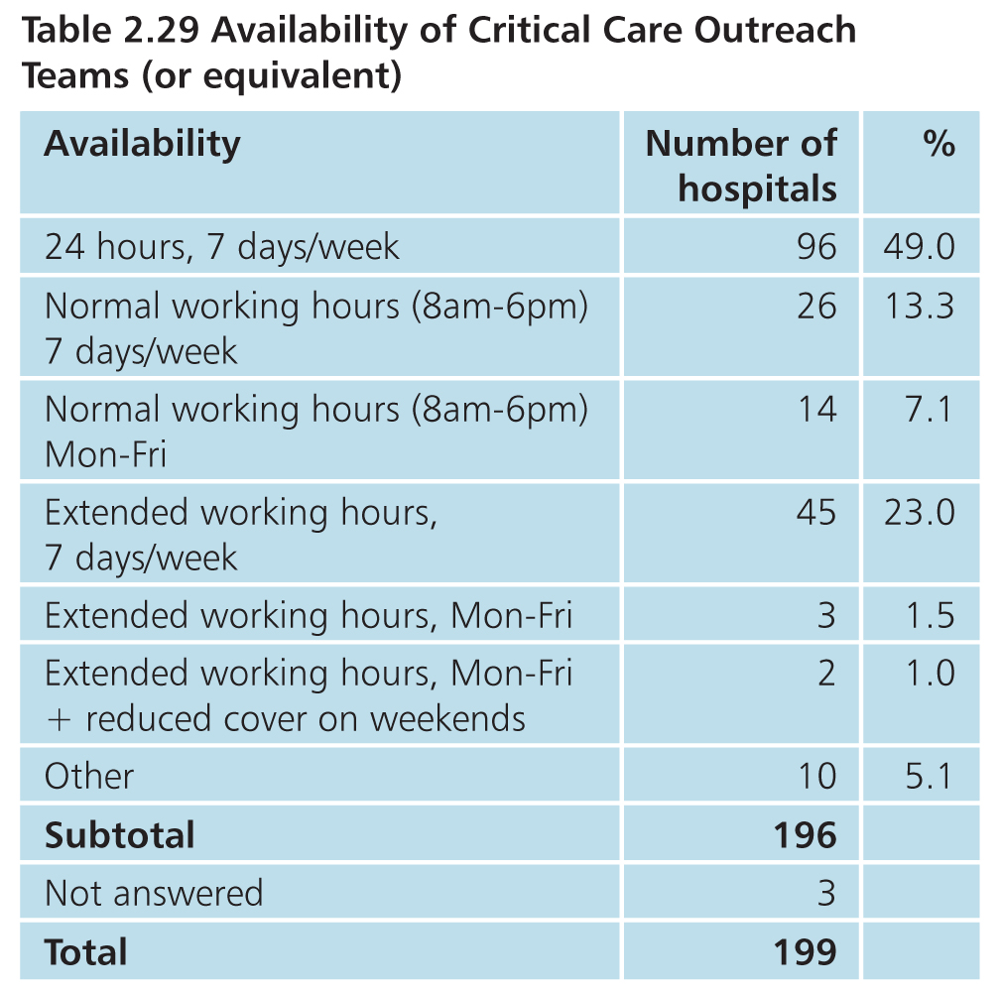 Table 2.29 Availability of Critical Care Outreach
Teams (or equivalent)
Availability Number of %
hospitals
24 hours, 7 days/week 96 49.0
Normal working hours (8am-6pm) 26 13.3
7 days/week
Normal working hours (8am-6pm) 14 7.1
Mon-Fri
Extended working hours, 45 23.0
7 days/week
Extended working hours, Mon-Fri 3 1.5
Extended working hours, Mon-Fri 2 1.0
+ reduced cover on weekends
Other 10 5.1
Subtotal 196
Not answered 3
Total 199